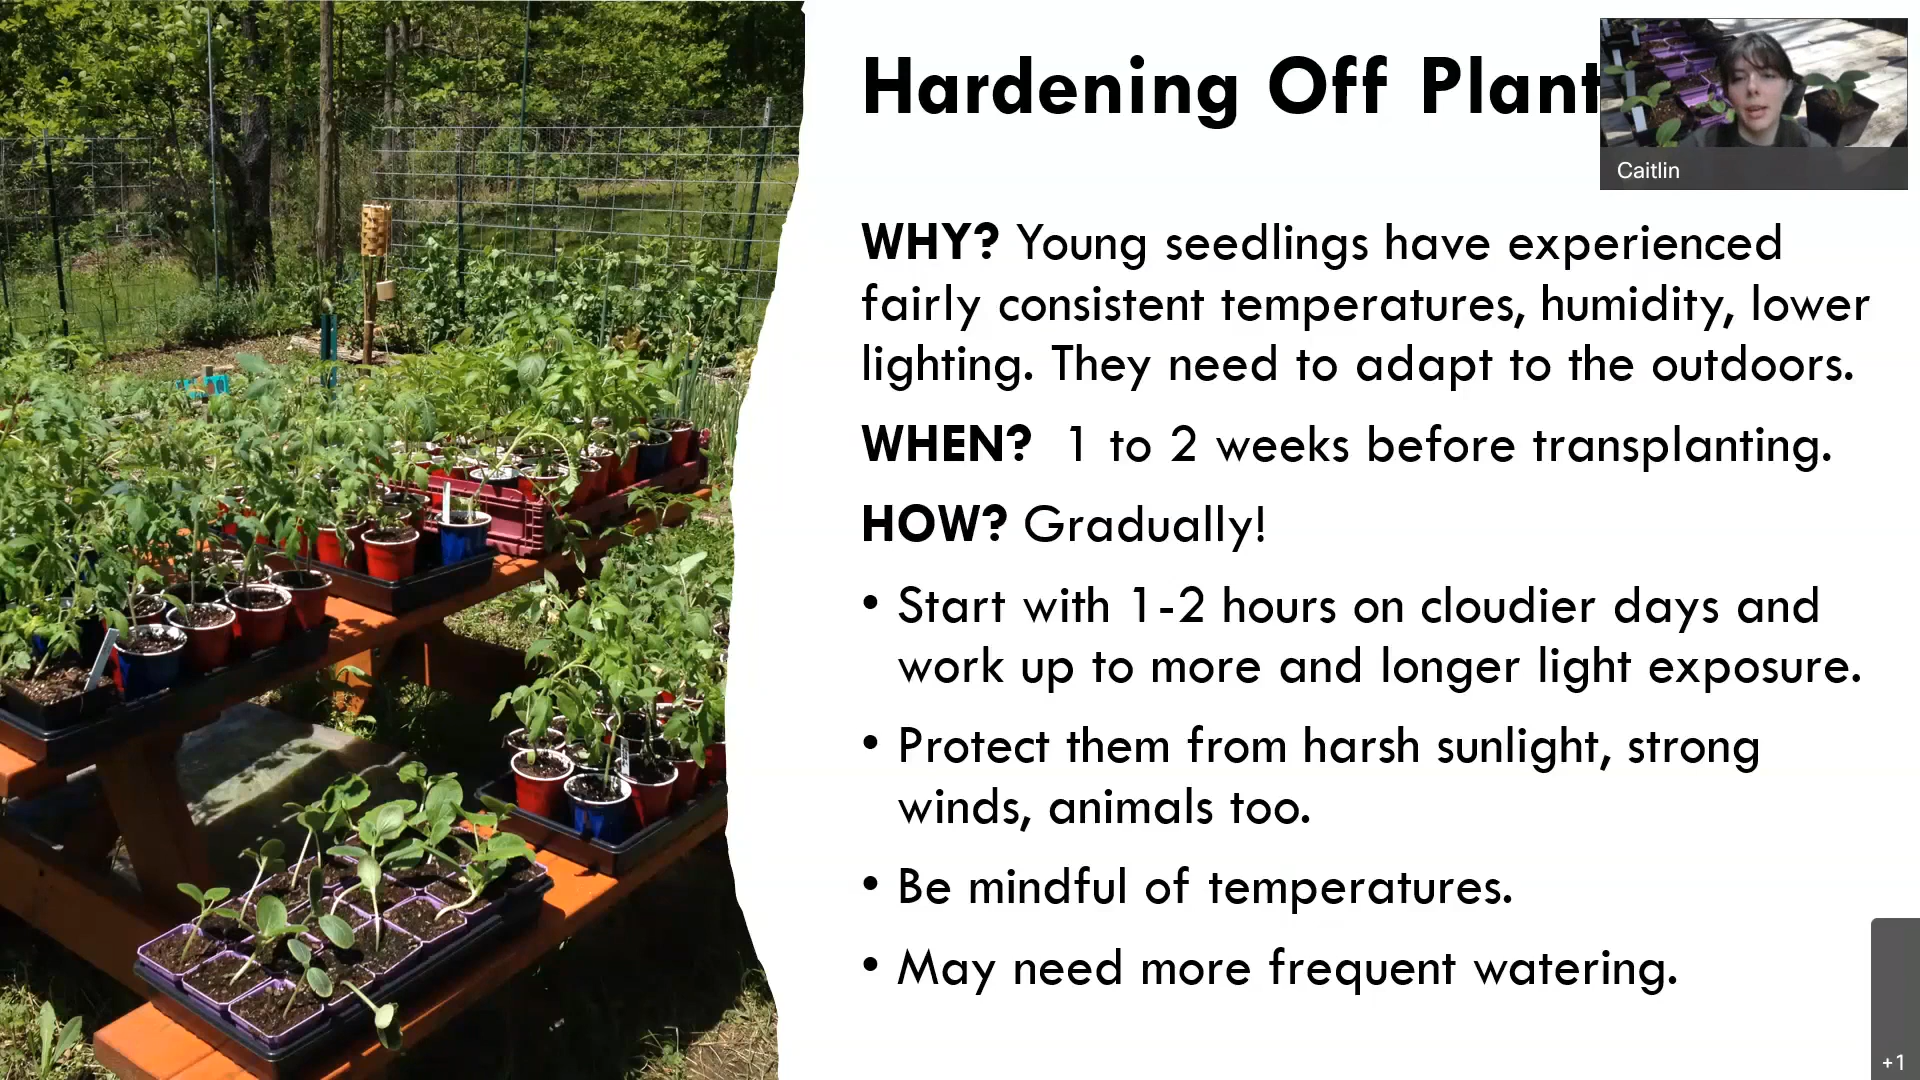 Hardening Off Plant
Caitlin
WHY? Young seedlings have experienced
fairly consistent temperatures, humidity, lower
lighting. They need to adapt to the outdoors.
WHEN? 1 to 2 weeks before transplanting.
HOW? Gradually!
• Start with 1-2 hours on cloudier days and
work up to more and longer light exposure.
• Protect them from harsh sunlight, strong
winds, animals too.
• Be mindful of temperatures.
• May need more frequent watering.
+1